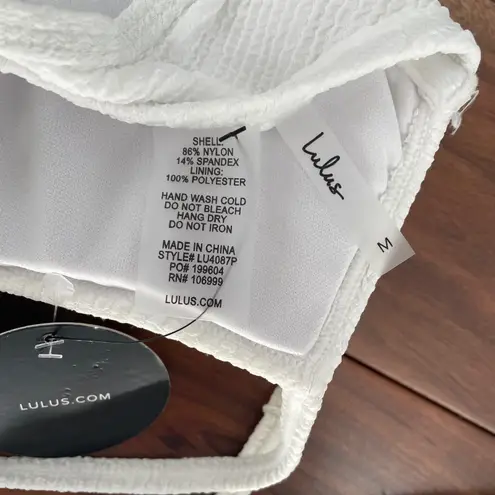 SHELL:
86% NYLON
14% SPANDEX
LINING:
100% POLYESTER
HAND WASH COLD
DO NOT BLEACH
HANG DRY
DO NOT IRON
MADE IN CHINA
STYLE# LU4087P
PO# 199604
RN# 106999
LULUS.COM
Lulus
M
LULUS.COM